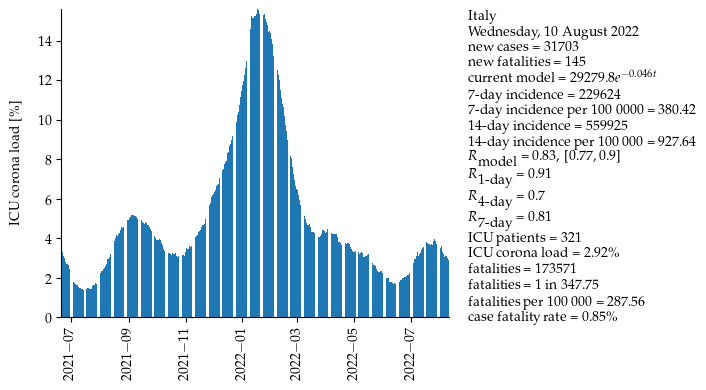 14
12
10
8
6
4
2
0
ICU corona load [%]
2021−07
2021−09
2021−11
2022−01
2022−03
2022−05
2022−07
Italy
Wednesday, 10 August 2022
new cases = 31703
new fatalities = 145
current model = 29279.8e^−0.046t
7-day incidence = 229624
7-day incidence per 100 0000 = 380.42
14-day incidence = 559925
14-day incidence per 100 000 = 927.64
R_model = 0.83, [0.77, 0.9]
R_1-day = 0.91
R_4-day = 0.7
R_7-day = 0.81
ICU patients = 321
ICU corona load = 2.92%
fatalities = 173571
fatalities = 1 in 347.75
fatalities per 100 000 = 287.56
case fatality rate = 0.85%